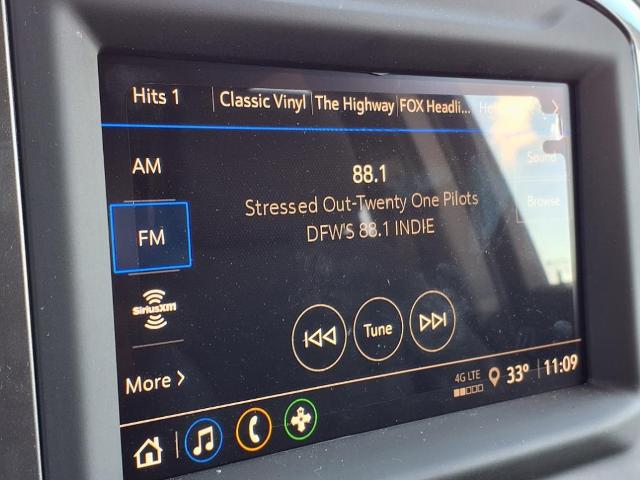 Hits 1 Classic Vinyl The Highway FOX Headli...
AM
88.1
Sound
Stressed Out-Twenty One Pilots
Browse
FM
DFW'S 88.1 INDIE
SiriusXM
Tune
More
4G LTE 33° 11:09